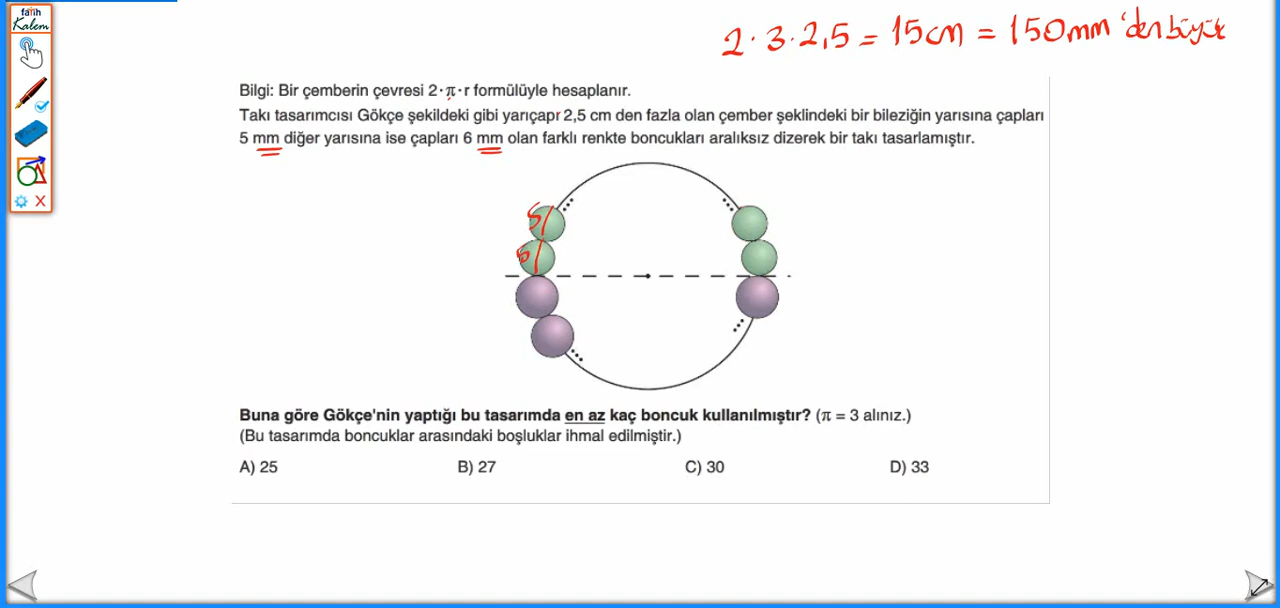 fatih
Kalem
2 · 3 · 2,5 = 15cm = 150mm 'den büyük
Bilgi: Bir çemberin çevresi 2·π·r formülüyle hesaplanır.
Takı tasarımcısı Gökçe şekildeki gibi yarıçapr 2,5 cm den fazla olan çember şeklindeki bir bileziğin yarısına çapları
5 mm diğer yarısına ise çapları 6 mm olan farklı renkte boncukları aralıksız dizerek bir takı tasarlamıştır.
5
5
Buna göre Gökçe'nin yaptığı bu tasarımda en az kaç boncuk kullanılmıştır? (π = 3 alınız.)
(Bu tasarımda boncuklar arasındaki boşluklar ihmal edilmiştir.)
A) 25 B) 27 C) 30 D) 33